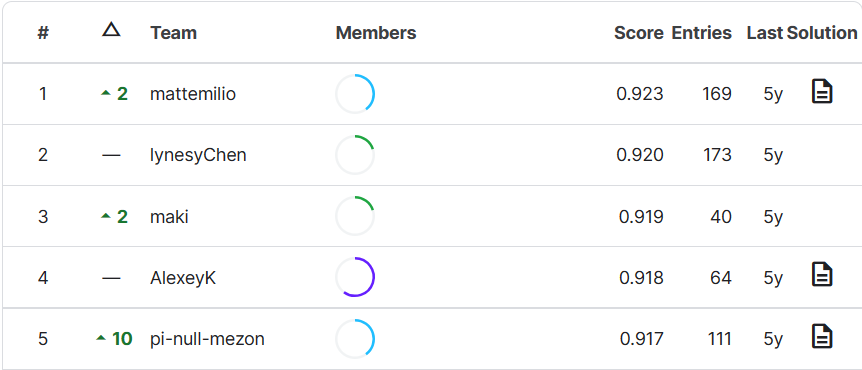 # △ Team Members Score Entries Last Solution
1 ▲ 2 mattemilio 0.923 169 5y
2 — lynesyChen 0.920 173 5y
3 ▲ 2 maki 0.919 40 5y
4 — AlexeyK 0.918 64 5y
5 ▲ 10 pi-null-mezon 0.917 111 5y